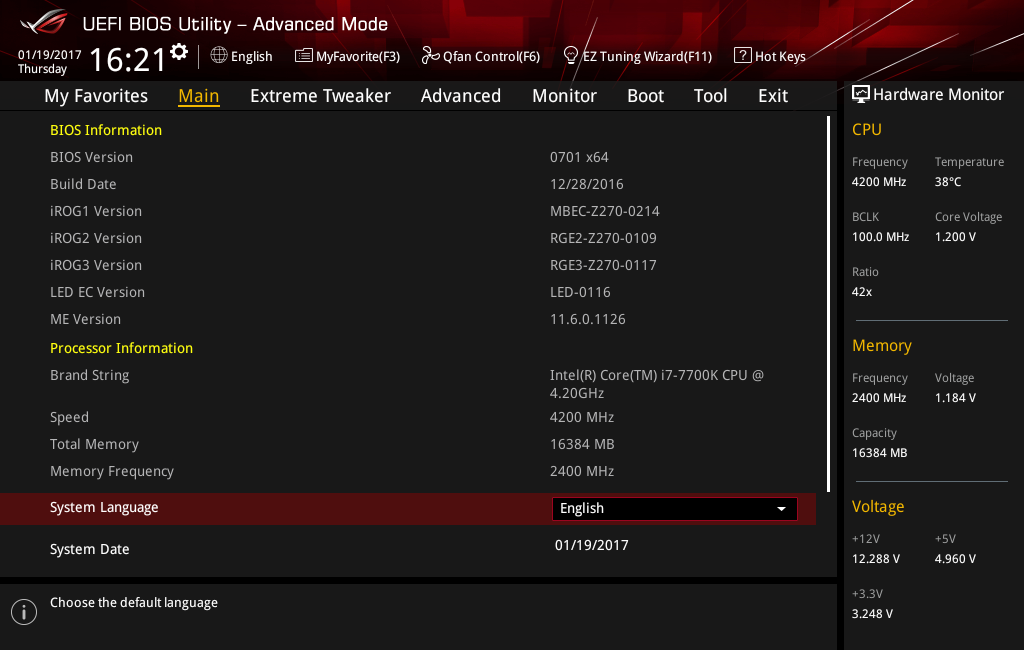 UEFI BIOS Utility – Advanced Mode
01/19/2017
Thursday
16:21
English
MyFavorite(F3)
Qfan Control(F6)
EZ Tuning Wizard(F11)
?
Hot Keys
My Favorites
Main
Extreme Tweaker
Advanced
Monitor
Boot
Tool
Exit
BIOS Information
BIOS Version 0701 x64
Build Date 12/28/2016
iROG1 Version MBEC-Z270-0214
iROG2 Version RGE2-Z270-0109
iROG3 Version RGE3-Z270-0117
LED EC Version LED-0116
ME Version 11.6.0.1126
Processor Information
Brand String Intel(R) Core(TM) i7-7700K CPU @
4.20GHz
Speed 4200 MHz
Total Memory 16384 MB
Memory Frequency 2400 MHz
System Language English
System Date 01/19/2017
i
Choose the default language
Hardware Monitor
CPU
Frequency Temperature
4200 MHz 38°C
BCLK Core Voltage
100.0 MHz 1.200 V
Ratio
42x
Memory
Frequency Voltage
2400 MHz 1.184 V
Capacity
16384 MB
Voltage
+12V +5V
12.288 V 4.960 V
+3.3V
3.248 V